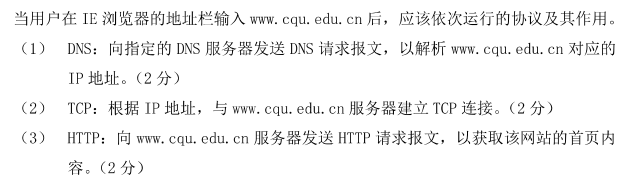 当用户在 IE 浏览器的地址栏输入 www.cqu.edu.cn 后，应该依次运行的协议及其作用。
（1） DNS：向指定的 DNS 服务器发送 DNS 请求报文，以解析 www.cqu.edu.cn 对应的
IP 地址。（2 分）
（2） TCP：根据 IP 地址，与 www.cqu.edu.cn 服务器建立 TCP 连接。（2 分）
（3） HTTP：向 www.cqu.edu.cn 服务器发送 HTTP 请求报文，以获取该网站的首页内
容。（2 分）